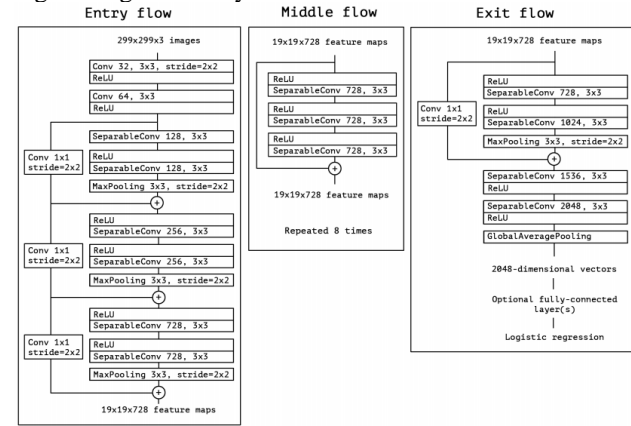 Entry flow
299x299x3 images
Conv 32, 3x3, stride=2x2
ReLU
Conv 64, 3x3
ReLU
SeparableConv 128, 3x3
Conv 1x1
stride=2x2
ReLU
SeparableConv 128, 3x3
MaxPooling 3x3, stride=2x2
+
ReLU
SeparableConv 256, 3x3
Conv 1x1
stride=2x2
ReLU
SeparableConv 256, 3x3
MaxPooling 3x3, stride=2x2
+
ReLU
SeparableConv 728, 3x3
Conv 1x1
stride=2x2
ReLU
SeparableConv 728, 3x3
MaxPooling 3x3, stride=2x2
+
19x19x728 feature maps
Middle flow
19x19x728 feature maps
ReLU
SeparableConv 728, 3x3
ReLU
SeparableConv 728, 3x3
ReLU
SeparableConv 728, 3x3
+
19x19x728 feature maps
Repeated 8 times
Exit flow
19x19x728 feature maps
ReLU
SeparableConv 728, 3x3
Conv 1x1
stride=2x2
ReLU
SeparableConv 1024, 3x3
MaxPooling 3x3, stride=2x2
+
SeparableConv 1536, 3x3
ReLU
SeparableConv 2048, 3x3
ReLU
GlobalAveragePooling
2048-dimensional vectors
Optional fully-connected
layer(s)
Logistic regression